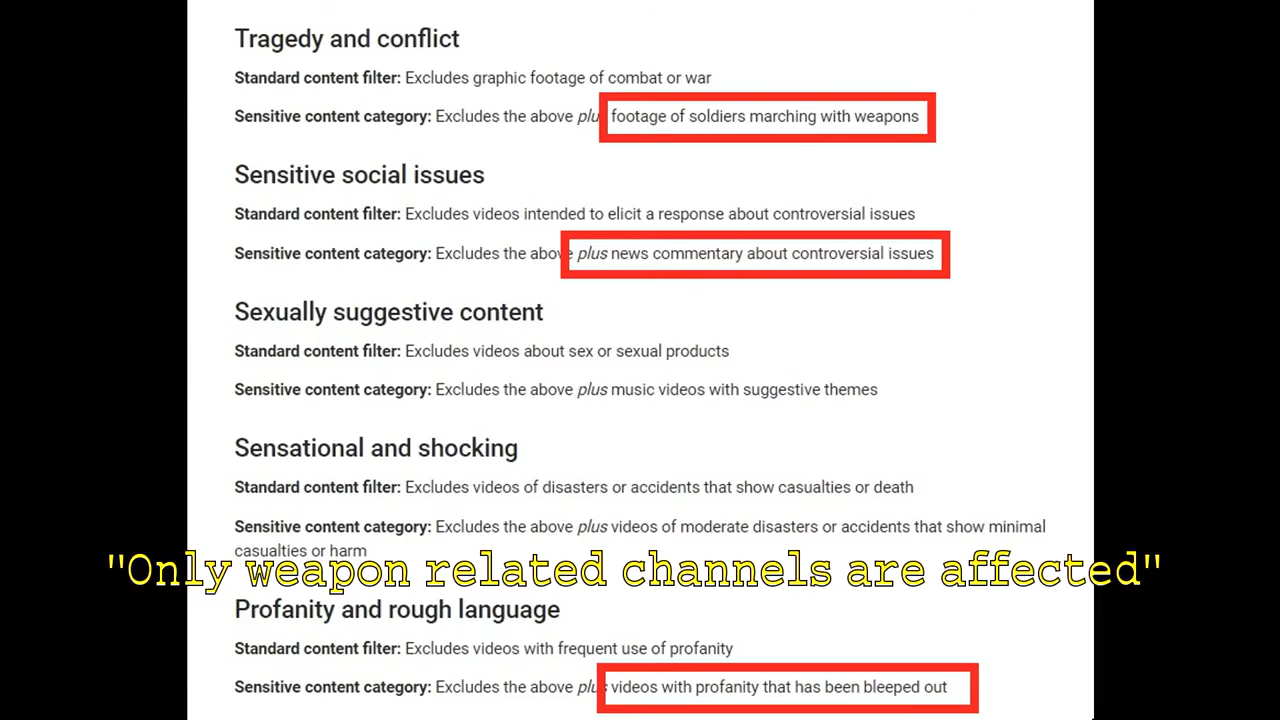 Tragedy and conflict
Standard content filter: Excludes graphic footage of combat or war
Sensitive content category: Excludes the above plus footage of soldiers marching with weapons
Sensitive social issues
Standard content filter: Excludes videos intended to elicit a response about controversial issues
Sensitive content category: Excludes the above plus news commentary about controversial issues
Sexually suggestive content
Standard content filter: Excludes videos about sex or sexual products
Sensitive content category: Excludes the above plus music videos with suggestive themes
Sensational and shocking
Standard content filter: Excludes videos of disasters or accidents that show casualties or death
Sensitive content category: Excludes the above plus videos of moderate disasters or accidents that show minimal
casualties or harm
"Only weapon related channels are affected"
Profanity and rough language
Standard content filter: Excludes videos with frequent use of profanity
Sensitive content category: Excludes the above plus videos with profanity that has been bleeped out